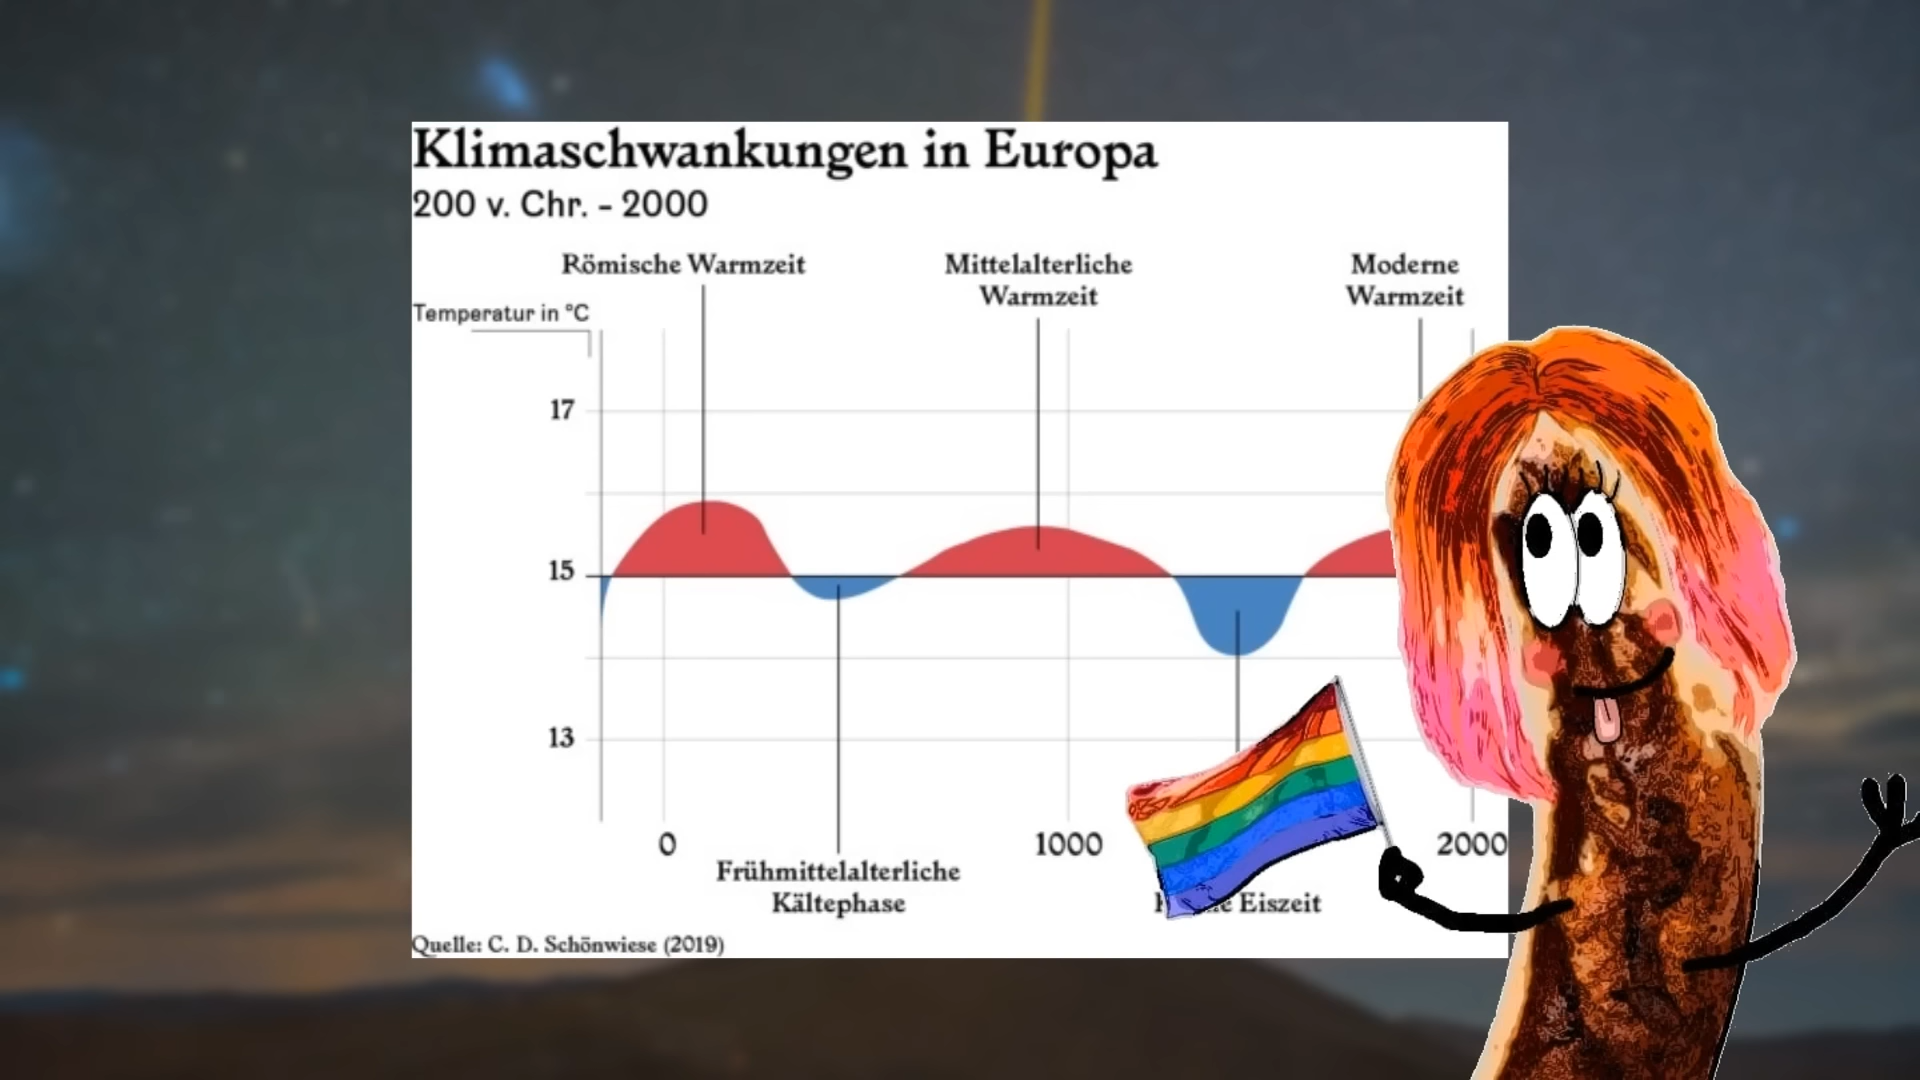 Klimaschwankungen in Europa
200 v. Chr. - 2000
Römische Warmzeit
Mittelalterliche
Warmzeit
Moderne
Warmzeit
Temperatur in °C
17
15
13
0
1000
2000
Frühmittelalterliche
Kältephase
Eiszeit
Quelle: C. D. Schönwiese (2019)